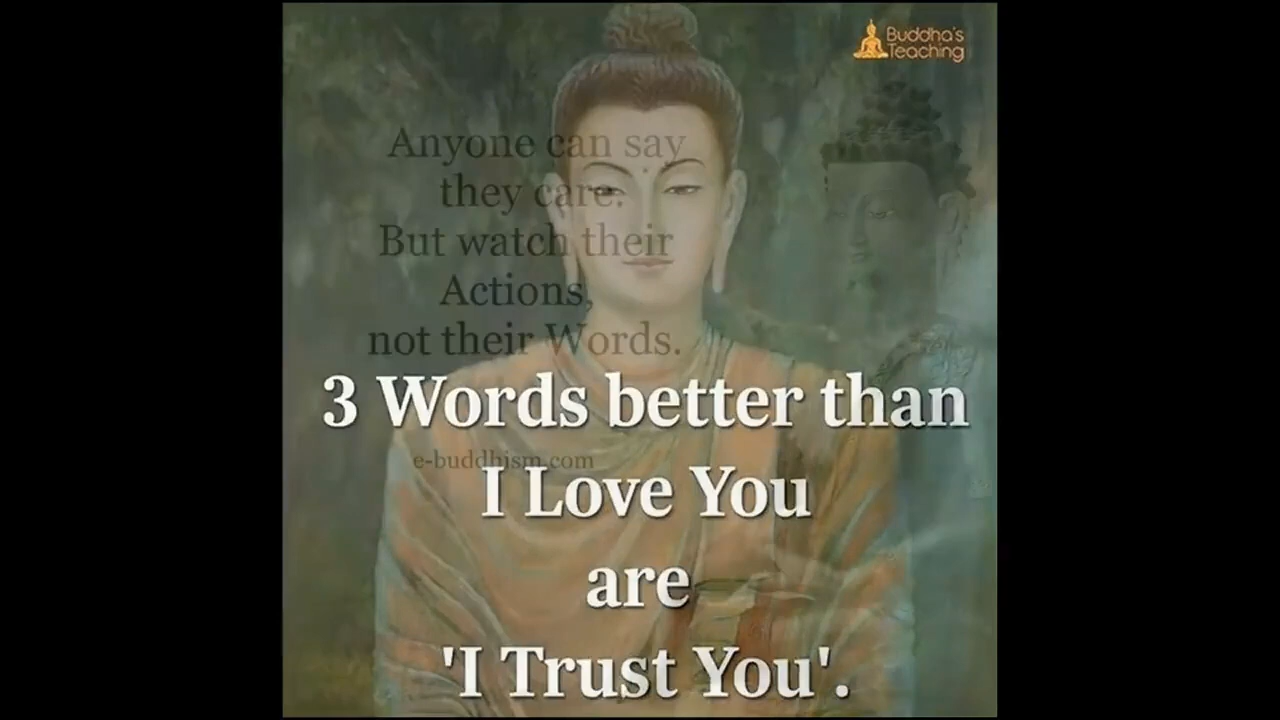 Buddha's
Teaching
Anyone can say
they care.
But watch their
Actions,
not their Words.
3 Words better than
e-buddhism.com
I Love You
are
'I Trust You'.